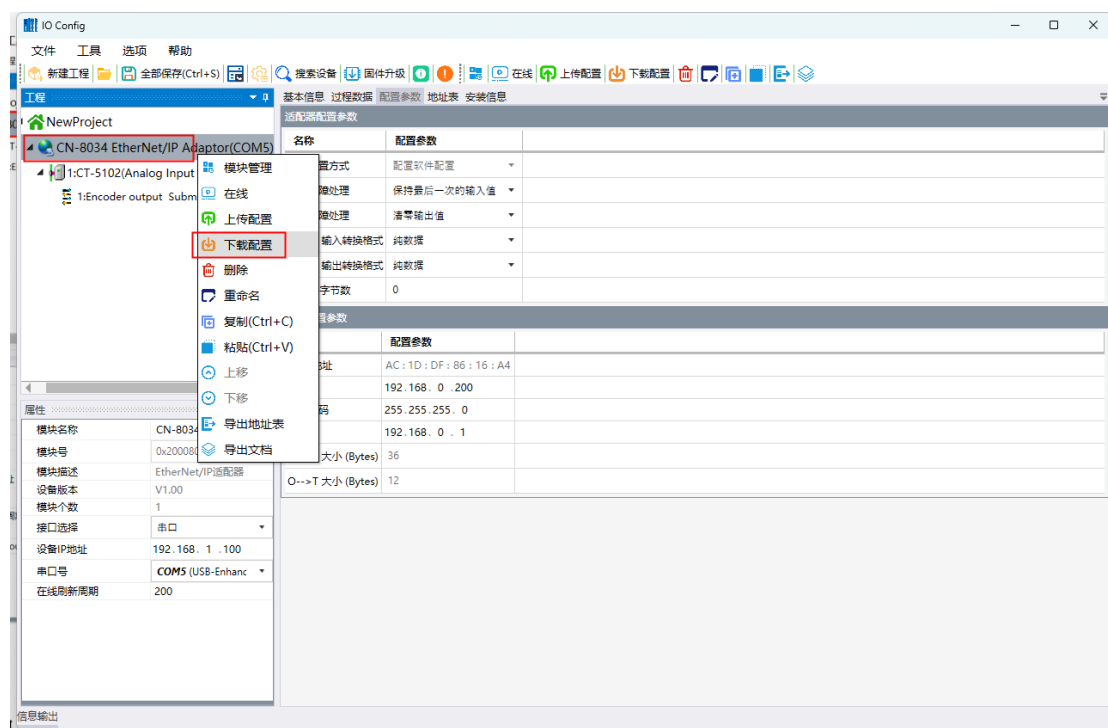 IO Config
文件 工具 选项 帮助
新建工程 全部保存(Ctrl+S) 搜索设备 固件升级 在线 上传配置 下载配置
工程
NewProject
CN-8034 EtherNet/IP Adaptor(COM5)
1:CT-5102(Analog Input
1:Encoder output Subm
模块管理
在线
上传配置
下载配置
删除
重命名
复制(Ctrl+C)
粘贴(Ctrl+V)
上移
下移
导出地址表
导出文档
属性
模块名称 CN-8034
模块号 0x200080
模块描述 EtherNet/IP适配器
设备版本 V1.00
模块个数 1
接口选择 串口
设备IP地址 192.168. 1 .100
串口号 COM5 (USB-Enhanc
在线刷新周期 200
基本信息 过程数据 配置参数 地址表 安装信息
适配器配置参数
名称 配置参数
置方式 配置软件配置
障处理 保持最后一次的输入值
障处理 清零输出值
输入转换格式 纯数据
输出转换格式 纯数据
字节数 0
置参数
配置参数
址 AC : 1D : DF : 86 : 16 : A4
192.168. 0 .200
码 255.255.255. 0
192.168. 0 . 1
大小 (Bytes) 36
O-->T 大小 (Bytes) 12
信息输出